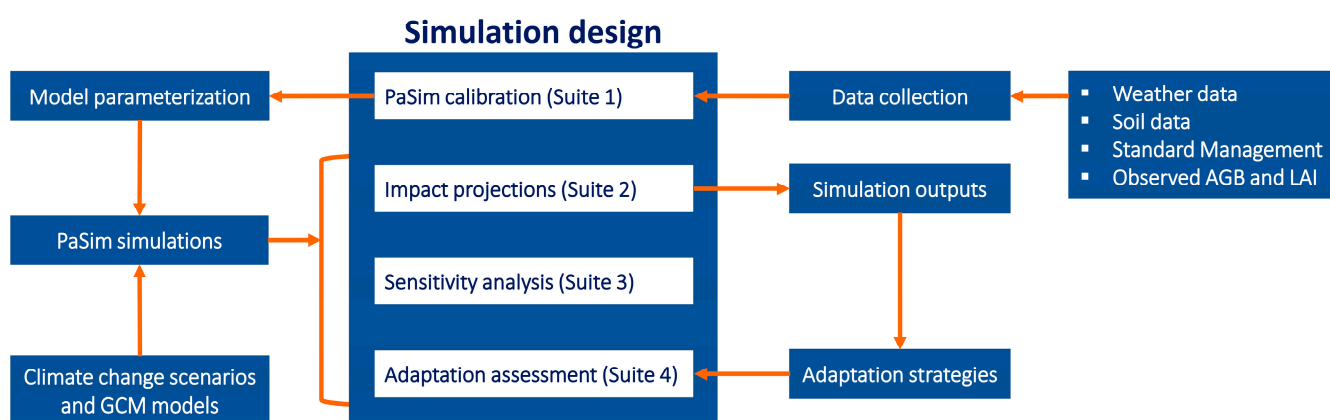 Simulation design
Model parameterization
PaSim calibration (Suite 1)
Data collection
▪ Weather data
▪ Soil data
▪ Standard Management
▪ Observed AGB and LAI
Impact projections (Suite 2)
Simulation outputs
PaSim simulations
Sensitivity analysis (Suite 3)
Climate change scenarios
and GCM models
Adaptation assessment (Suite 4)
Adaptation strategies